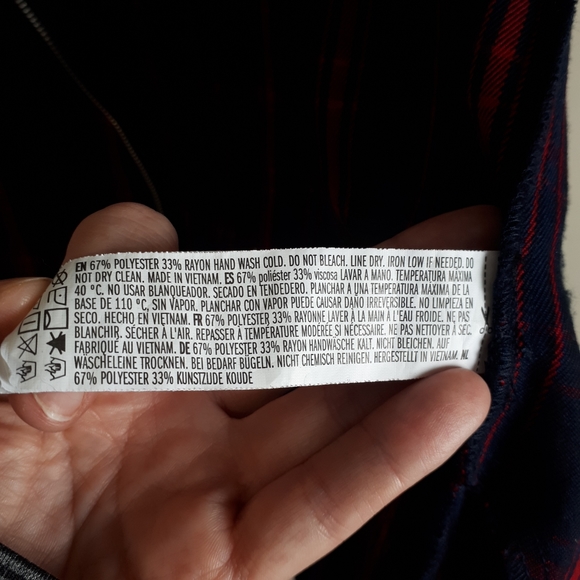 EN 67% POLYESTER 33% RAYON HAND WASH COLD. DO NOT BLEACH. LINE DRY. IRON LOW IF NEEDED. DO
NOT DRY CLEAN. MADE IN VIETNAM. ES 67% poliéster 33% viscosa LAVAR A MANO. TEMPERATURA MÁXIMA
40 °C. NO USAR BLANQUEADOR. SECADO EN TENDEDERO. PLANCHAR A UNA TEMPERATURA MÁXIMA DE LA
BASE DE 110 °C, SIN VAPOR. PLANCHAR CON VAPOR PUEDE CAUSAR DAÑO IRREVERSIBLE. NO LIMPIEZA EN
SECO. HECHO EN VIETNAM. FR 67% POLYESTER 33% RAYONNE LAVER À LA MAIN À L'EAU FROIDE. NE PAS
BLANCHIR. SÉCHER À L'AIR. REPASSER À TEMPÉRATURE MODÉRÉE SI NÉCESSAIRE. NE PAS NETTOYER À SEC.
FABRIQUÉ AU VIETNAM. DE 67% POLYESTER 33% RAYON HANDWÄSCHE KALT. NICHT BLEICHEN. AUF
WÄSCHELEINE TROCKNEN. BEI BEDARF BÜGELN. NICHT CHEMISCH REINIGEN. HERGESTELLT IN VIETNAM. NL
67% POLYESTER 33% KUNSTZIJDE KOUDE